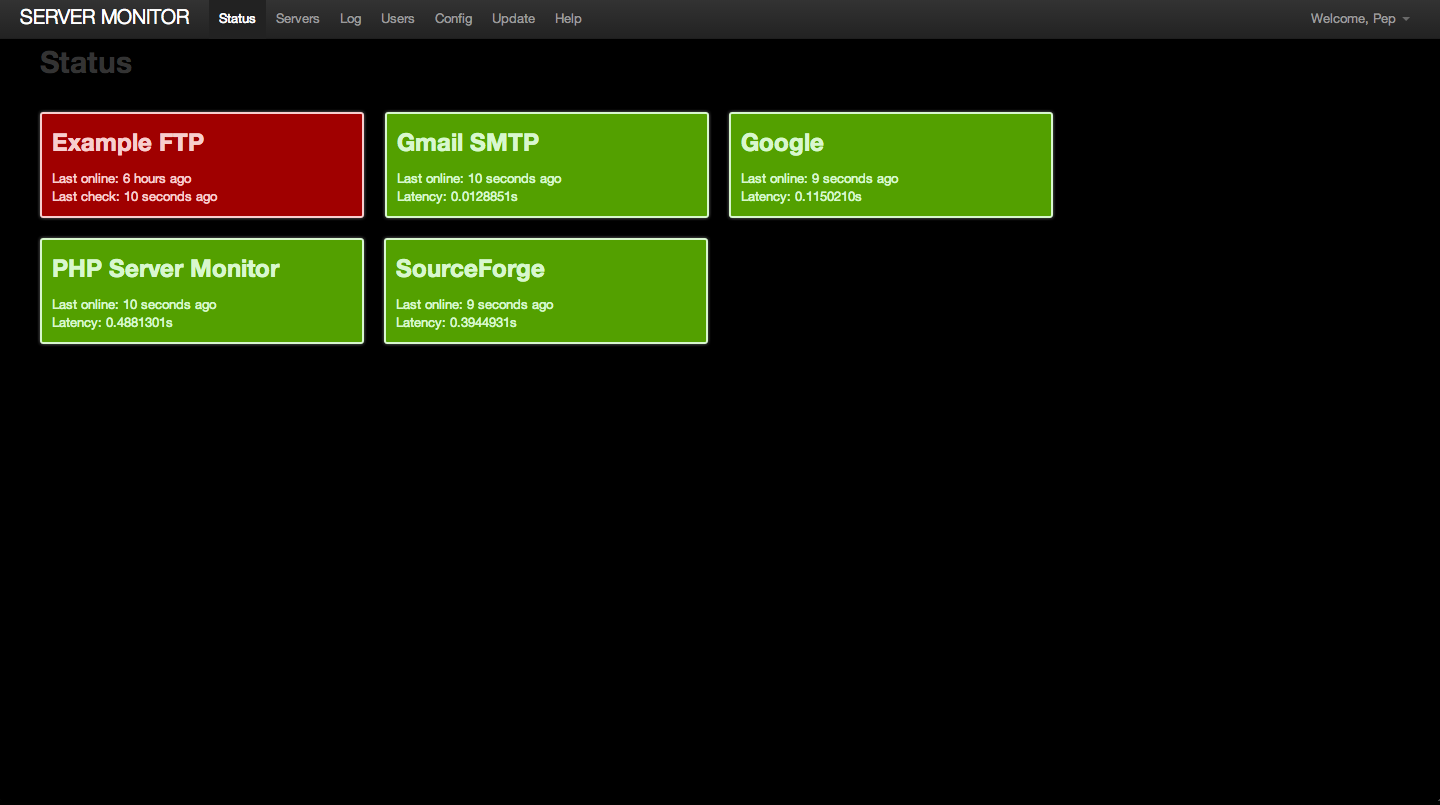 SERVER MONITOR Status Servers Log Users Config Update Help Welcome, Pep
Status
Example FTP
Last online: 6 hours ago
Last check: 10 seconds ago
Gmail SMTP
Last online: 10 seconds ago
Latency: 0.0128851s
Google
Last online: 9 seconds ago
Latency: 0.1150210s
PHP Server Monitor
Last online: 10 seconds ago
Latency: 0.4881301s
SourceForge
Last online: 9 seconds ago
Latency: 0.3944931s